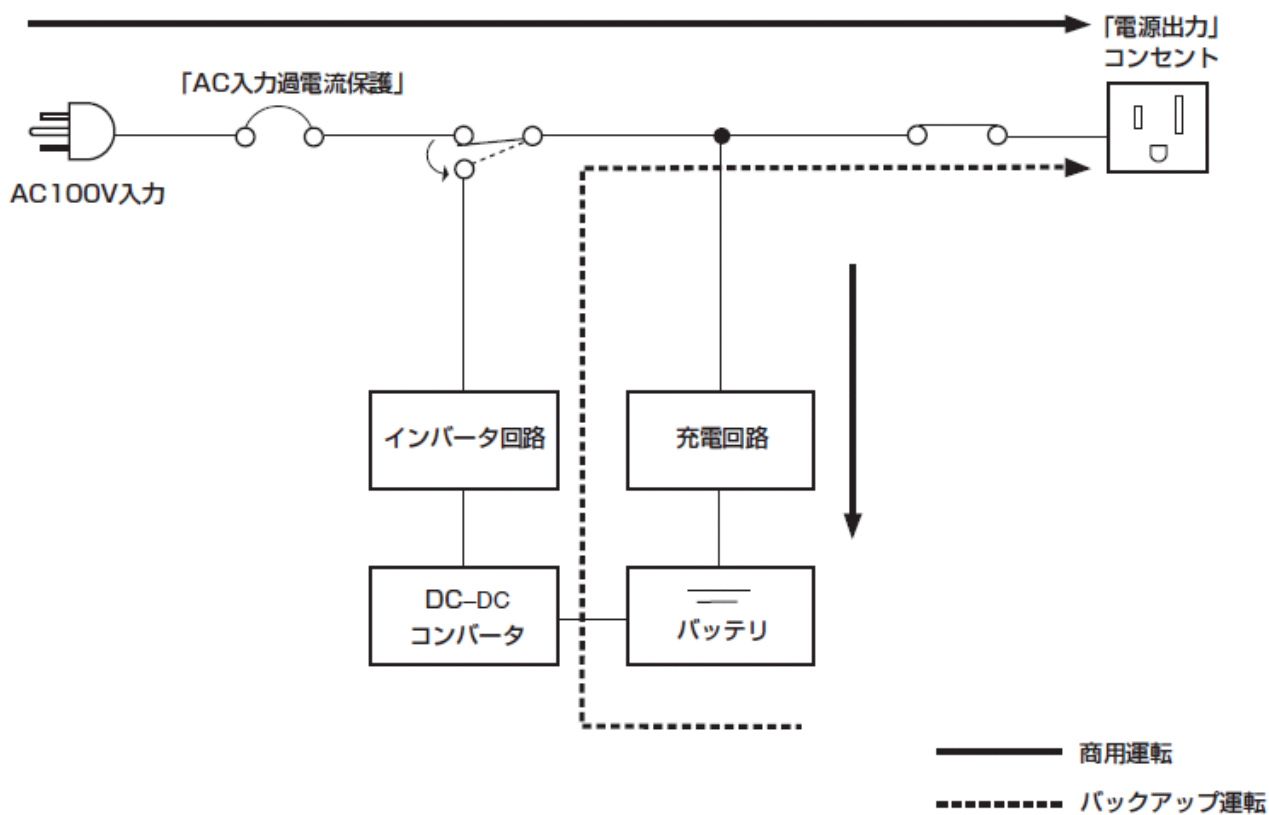 「電源出力」
コンセント
「AC入力過電流保護」
AC100V入力
インバータ回路
充電回路
DC–DC
コンバータ
バッテリ
商用運転
バックアップ運転